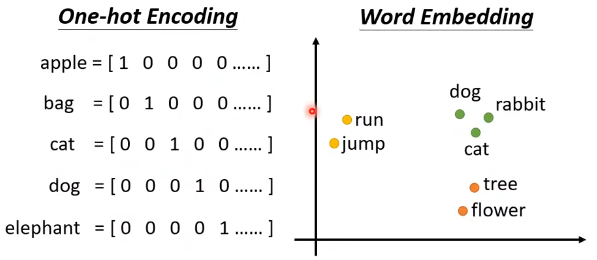 One-hot Encoding
apple = [ 1 0 0 0 0 …… ]
bag = [ 0 1 0 0 0 …… ]
cat = [ 0 0 1 0 0 …… ]
dog = [ 0 0 0 1 0 …… ]
elephant = [ 0 0 0 0 1 …… ]
Word Embedding
dog
rabbit
run
jump
cat
tree
flower